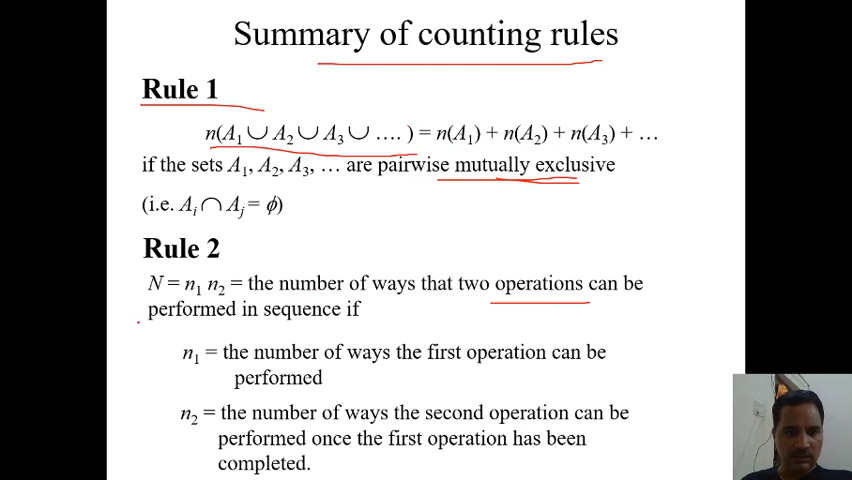 Summary of counting rules
Rule 1
n(A₁ ∪ A₂ ∪ A₃ ∪ …. ) = n(A₁) + n(A₂) + n(A₃) + …
if the sets A₁, A₂, A₃, … are pairwise mutually exclusive
(i.e. Aᵢ ∩ Aⱼ = ϕ)
Rule 2
N = n₁ n₂ = the number of ways that two operations can be
performed in sequence if
n₁ = the number of ways the first operation can be
performed
n₂ = the number of ways the second operation can be
performed once the first operation has been
completed.